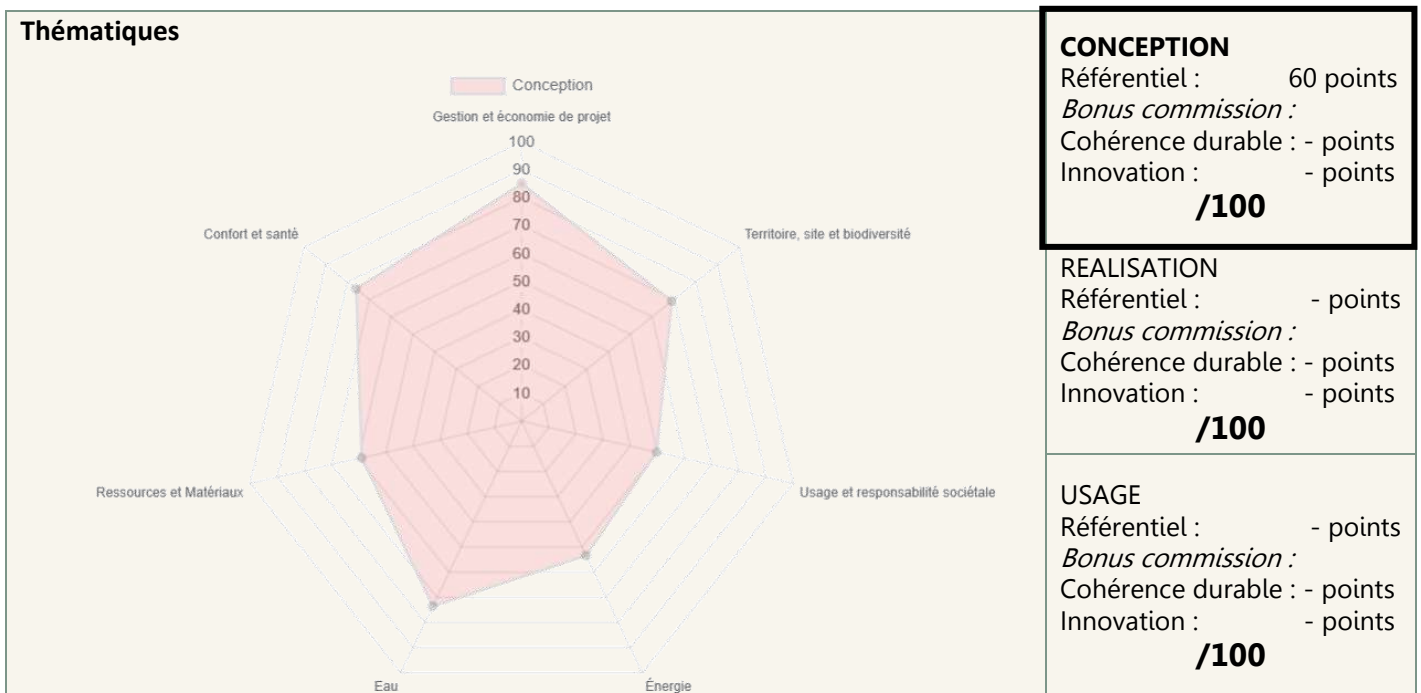 Thématiques
Conception
Gestion et économie de projet
100
90
80
70
60
50
40
30
20
10
Confort et santé
Territoire, site et biodiversité
Ressources et Matériaux
Usage et responsabilité sociétale
Eau
Énergie
CONCEPTION
Référentiel : 60 points
Bonus commission :
Cohérence durable : - points
Innovation : - points
/100
REALISATION
Référentiel : - points
Bonus commission :
Cohérence durable : - points
Innovation : - points
/100
USAGE
Référentiel : - points
Bonus commission :
Cohérence durable : - points
Innovation : - points
/100